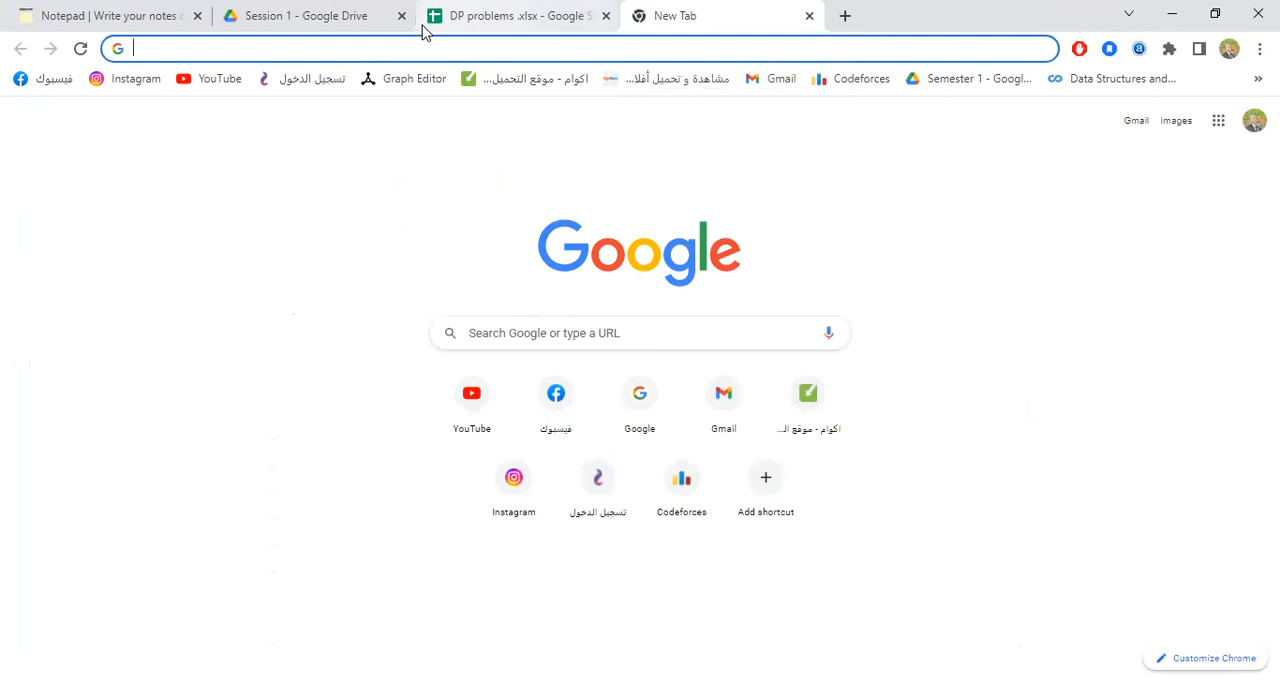 Notepad | Write your notes o
Session 1 - Google Drive
DP problems .xlsx - Google S
New Tab
فيسبوك
Instagram
YouTube
تسجيل الدخول
Graph Editor
اكوام - موقع التحميل...
مشاهدة و تحميل أفلا...
Gmail
Codeforces
Semester 1 - Googl...
Data Structures and...
»
Gmail
Images
Google
Search Google or type a URL
YouTube
فيسبوك
Google
Gmail
اكوام - موقع الـ...
Instagram
تسجيل الدخول
Codeforces
Add shortcut
Customize Chrome